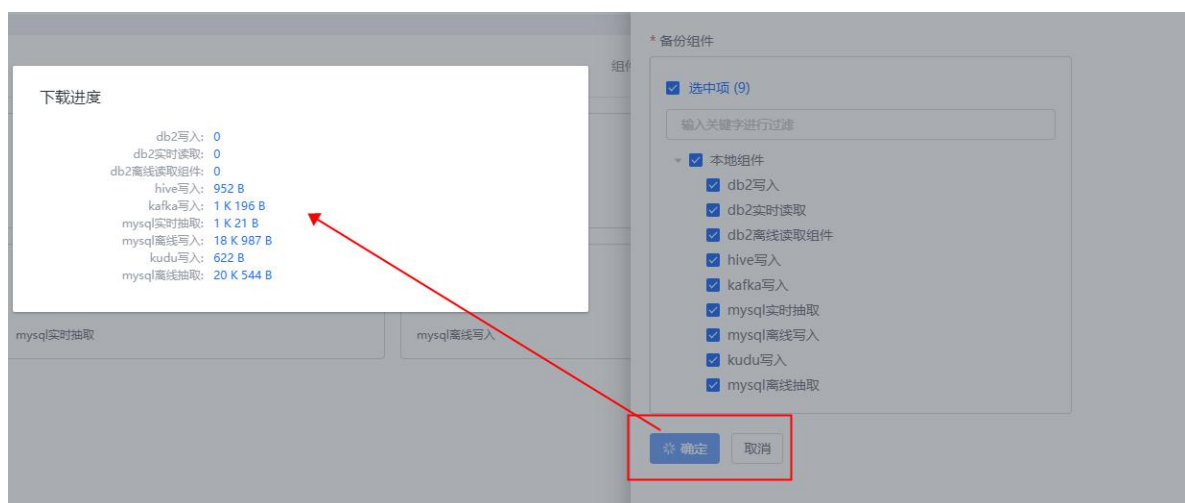 * 备份组件
组件
选中项 (9)
输入关键字进行过滤
本地组件
db2写入
db2实时读取
db2离线读取组件
hive写入
kafka写入
mysql实时抽取
mysql离线写入
kudu写入
mysql离线抽取
确定
取消
下载进度
db2写入: 0
db2实时读取: 0
db2离线读取组件: 0
hive写入: 952 B
kafka写入: 1 K 196 B
mysql实时抽取: 1 K 21 B
mysql离线写入: 18 K 987 B
kudu写入: 622 B
mysql离线抽取: 20 K 544 B
mysql实时抽取
mysql离线写入